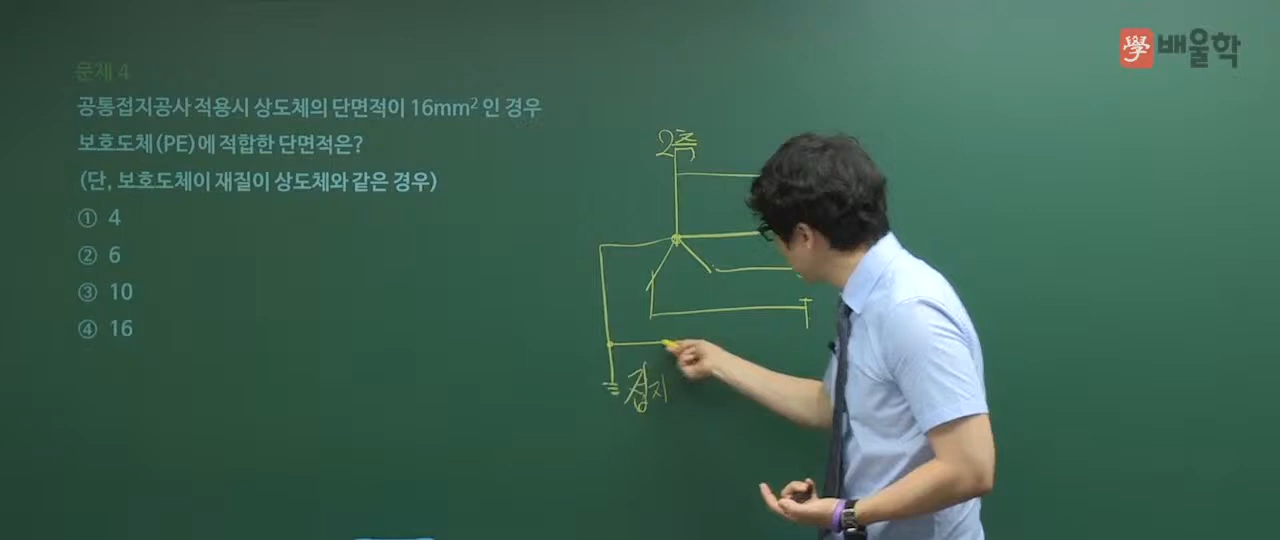 문제 4
공통접지공사 적용시 상도체의 단면적이 16mm² 인 경우
보호도체(PE)에 적합한 단면적은?
(단, 보호도체이 재질이 상도체와 같은 경우)
① 4
② 6
③ 10
④ 16
學 배울학
2측
접지